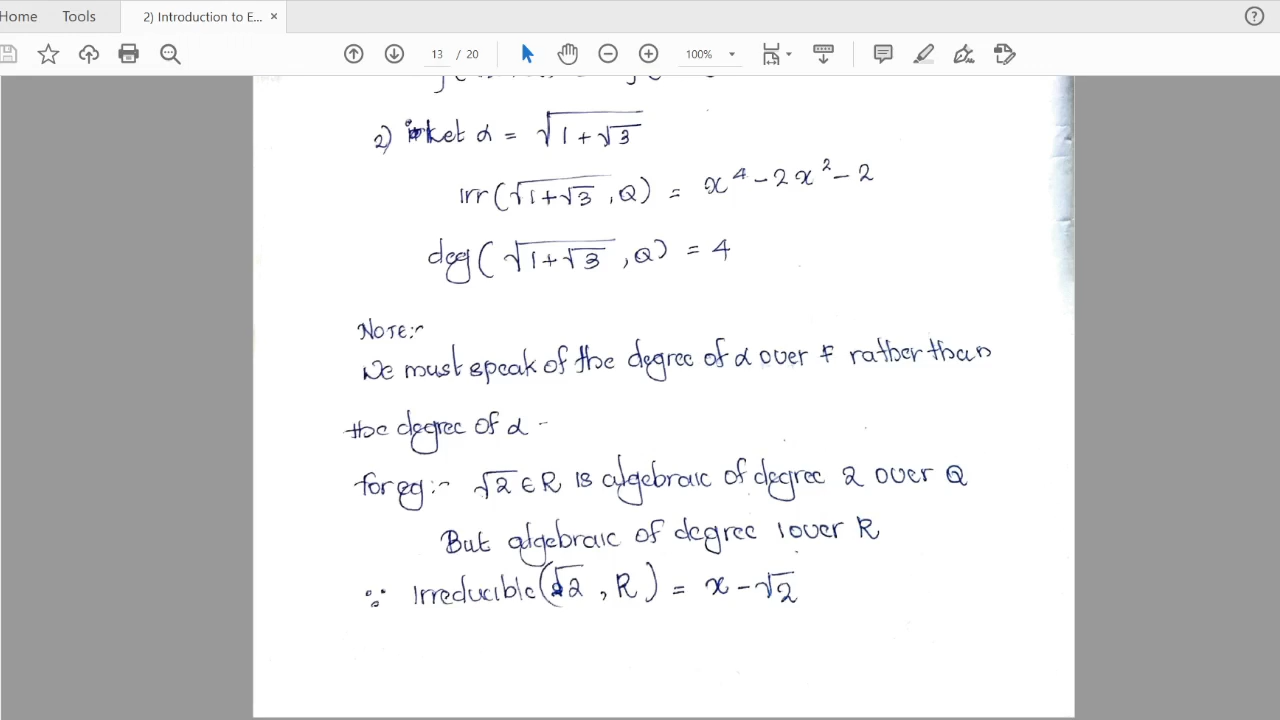 Home Tools 2) Introduction to E... ×
13 / 20 100%
2) Let α = √(1+√3)
irr(√(1+√3), Q) = x⁴ - 2x² - 2
deg(√(1+√3), Q) = 4
Note:-
We must speak of the degree of α over F rather than
the degree of α -
for eg:- √2 ∈ R is algebraic of degree 2 over Q
But algebraic of degree 1 over R
∵ irreducible(√2, R) = x - √2